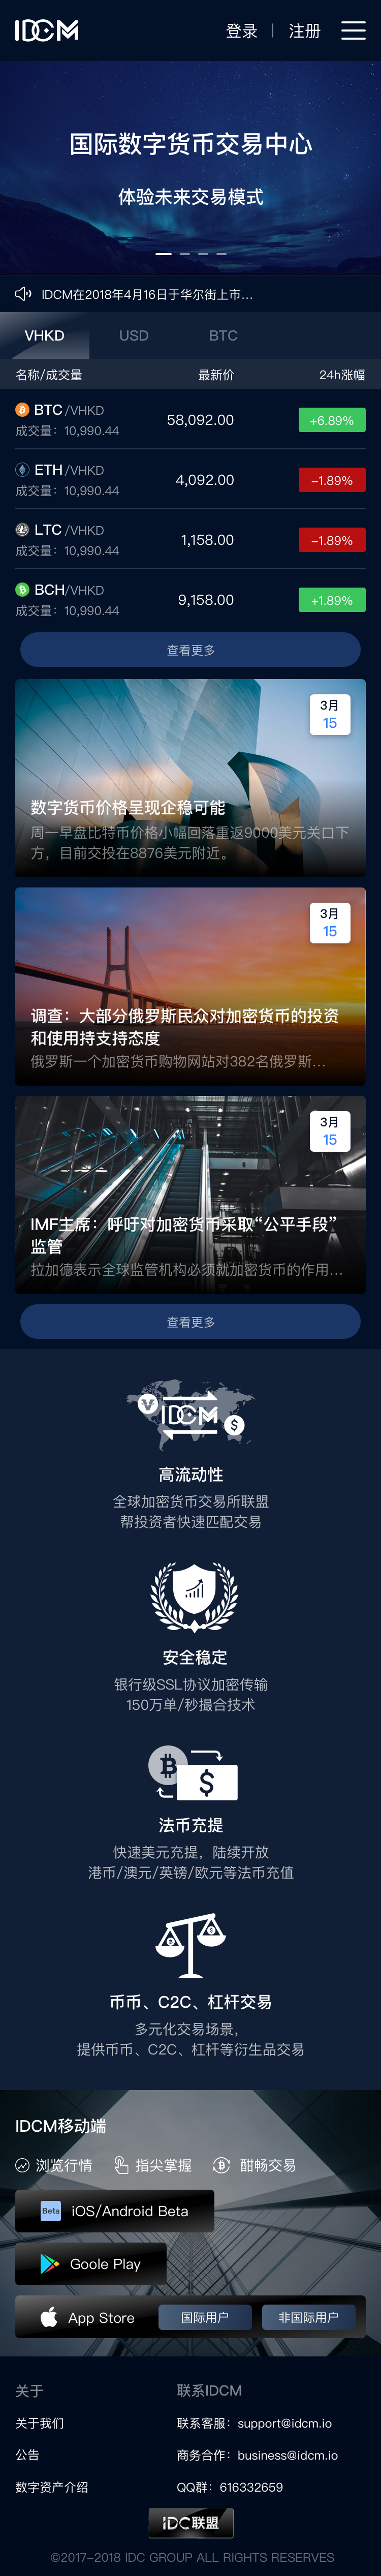 IDCM
登录 | 注册
国际数字货币交易中心
体验未来交易模式
IDCM在2018年4月16日于华尔街上市...
VHKD USD BTC
名称/成交量 最新价 24h涨幅
BTC/VHKD
成交量：10,990.44 58,092.00 +6.89%
ETH/VHKD
成交量：10,990.44 4,092.00 -1.89%
LTC/VHKD
成交量：10,990.44 1,158.00 -1.89%
BCH/VHKD
成交量：10,990.44 9,158.00 +1.89%
查看更多
3月
15
数字货币价格呈现企稳可能
周一早盘比特币价格小幅回落重返9000美元关口下
方，目前交投在8876美元附近。
3月
15
调查：大部分俄罗斯民众对加密货币的投资
和使用持支持态度
俄罗斯一个加密货币购物网站对382名俄罗斯...
3月
15
IMF主席：呼吁对加密货币采取“公平手段”
监管
拉加德表示全球监管机构必须就加密货币的作用...
查看更多
IDCM
高流动性
全球加密货币交易所联盟
帮投资者快速匹配交易
安全稳定
银行级SSL协议加密传输
150万单/秒撮合技术
法币充提
快速美元充提，陆续开放
港币/澳元/英镑/欧元等法币充值
币币、C2C、杠杆交易
多元化交易场景，
提供币币、C2C、杠杆等衍生品交易
IDCM移动端
浏览行情 指尖掌握 酣畅交易
Beta iOS/Android Beta
Goole Play
App Store 国际用户 非国际用户
关于 联系IDCM
关于我们 联系客服：support@idcm.io
公告 商务合作：business@idcm.io
数字资产介绍 QQ群：616332659
IDC联盟
©2017-2018 IDC GROUP ALL RIGHTS RESERVES